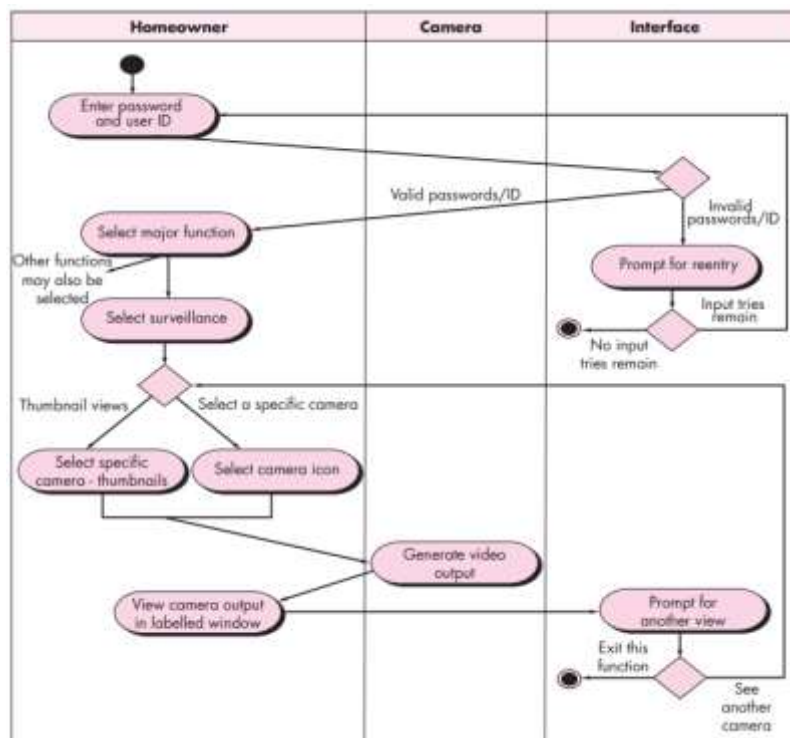 Homeowner
Camera
Interface
Enter password
and user ID
Valid passwords/ID
Invalid
passwords/ID
Select major function
Prompt for reentry
Other functions
may also be
selected
Input tries
remain
Select surveillance
No input
tries remain
Thumbnail views
Select a specific camera
Select specific
camera - thumbnails
Select camera icon
Generate video
output
View camera output
in labelled window
Prompt for
another view
Exit this
function
See
another
camera